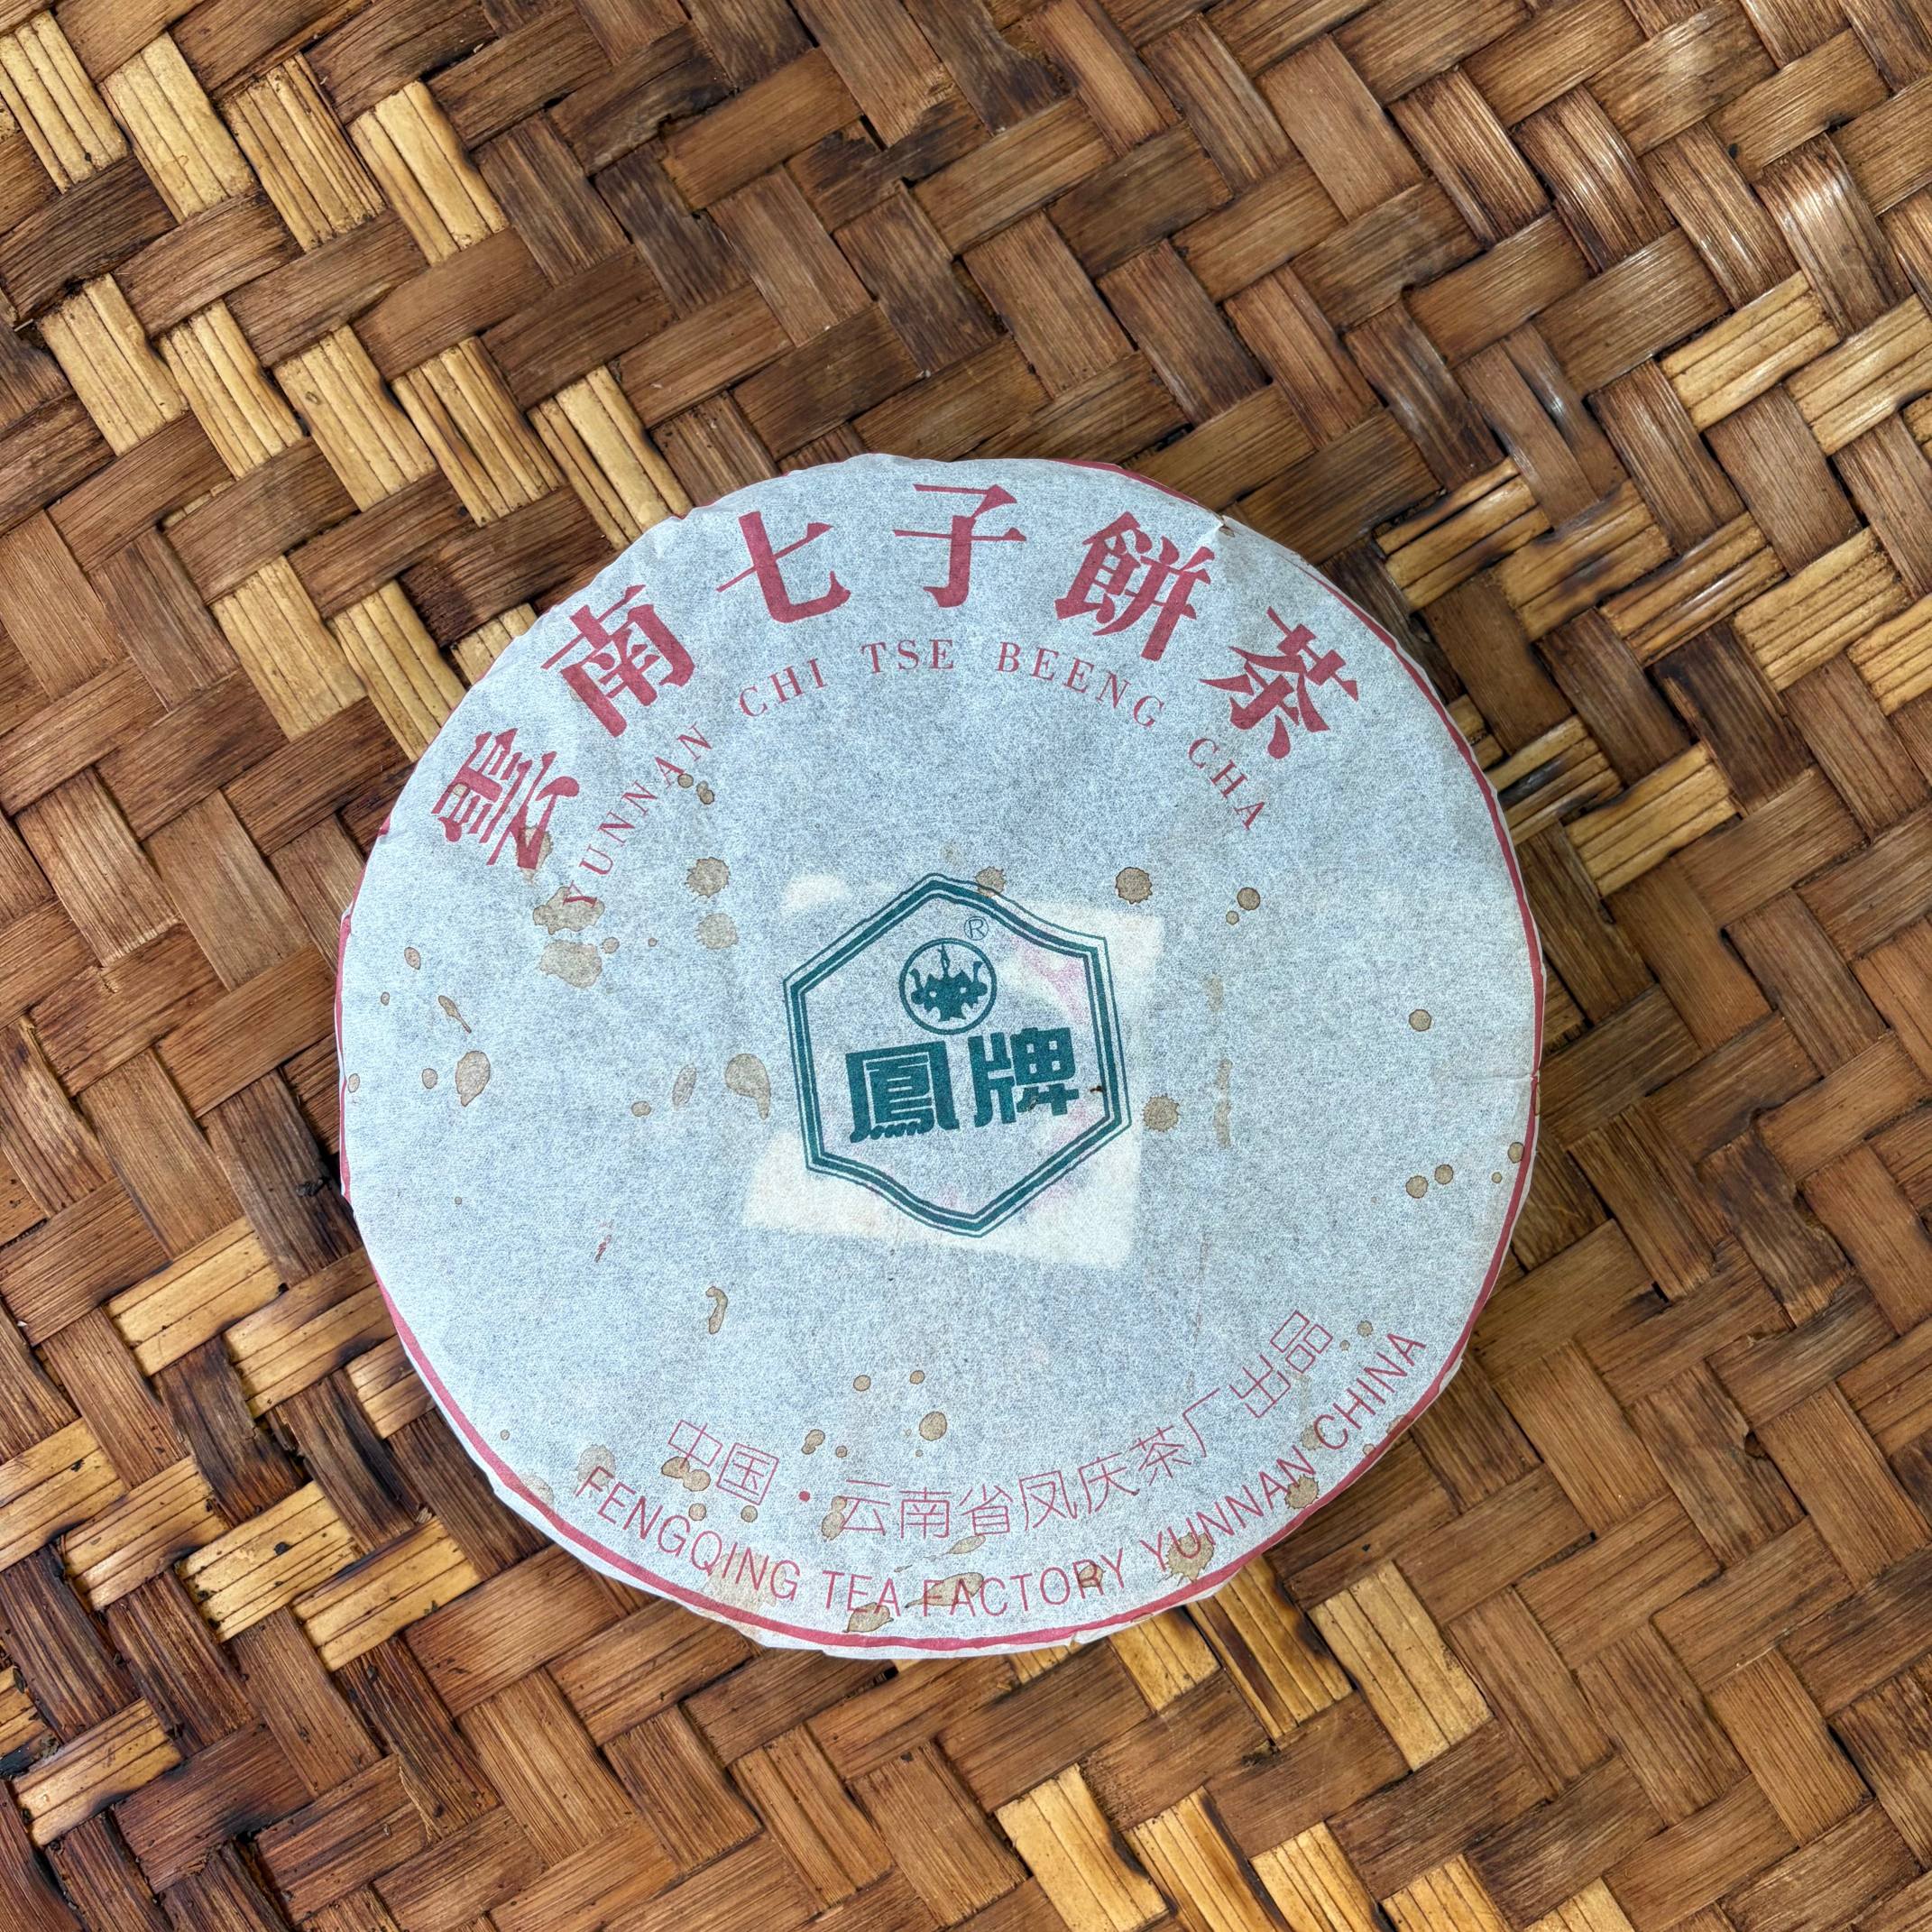 雲南七子餅茶
YUNNAN CHI TSE BEENG CHA
®
鳳牌
中国·云南省凤庆茶厂出品
FENGQING TEA FACTORY YUNNAN CHINA